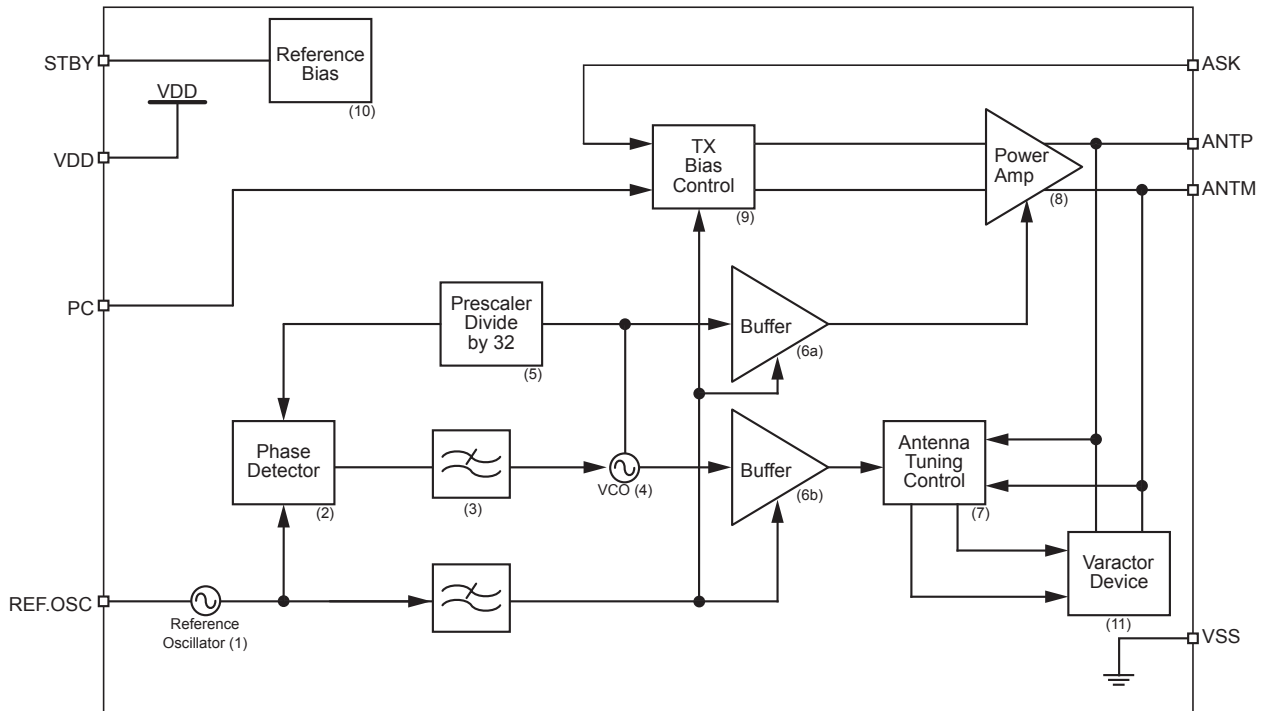 STBY
Reference
Bias
(10)
ASK
VDD
VDD
TX
Bias
Control
(9)
Power
Amp
(8)
ANTP
ANTM
PC
Prescaler
Divide
by 32
(5)
Buffer
(6a)
Phase
Detector
(2)
(3)
VCO (4)
Buffer
(6b)
Antenna
Tuning
Control
(7)
REF.OSC
Reference
Oscillator (1)
Varactor
Device
(11)
VSS